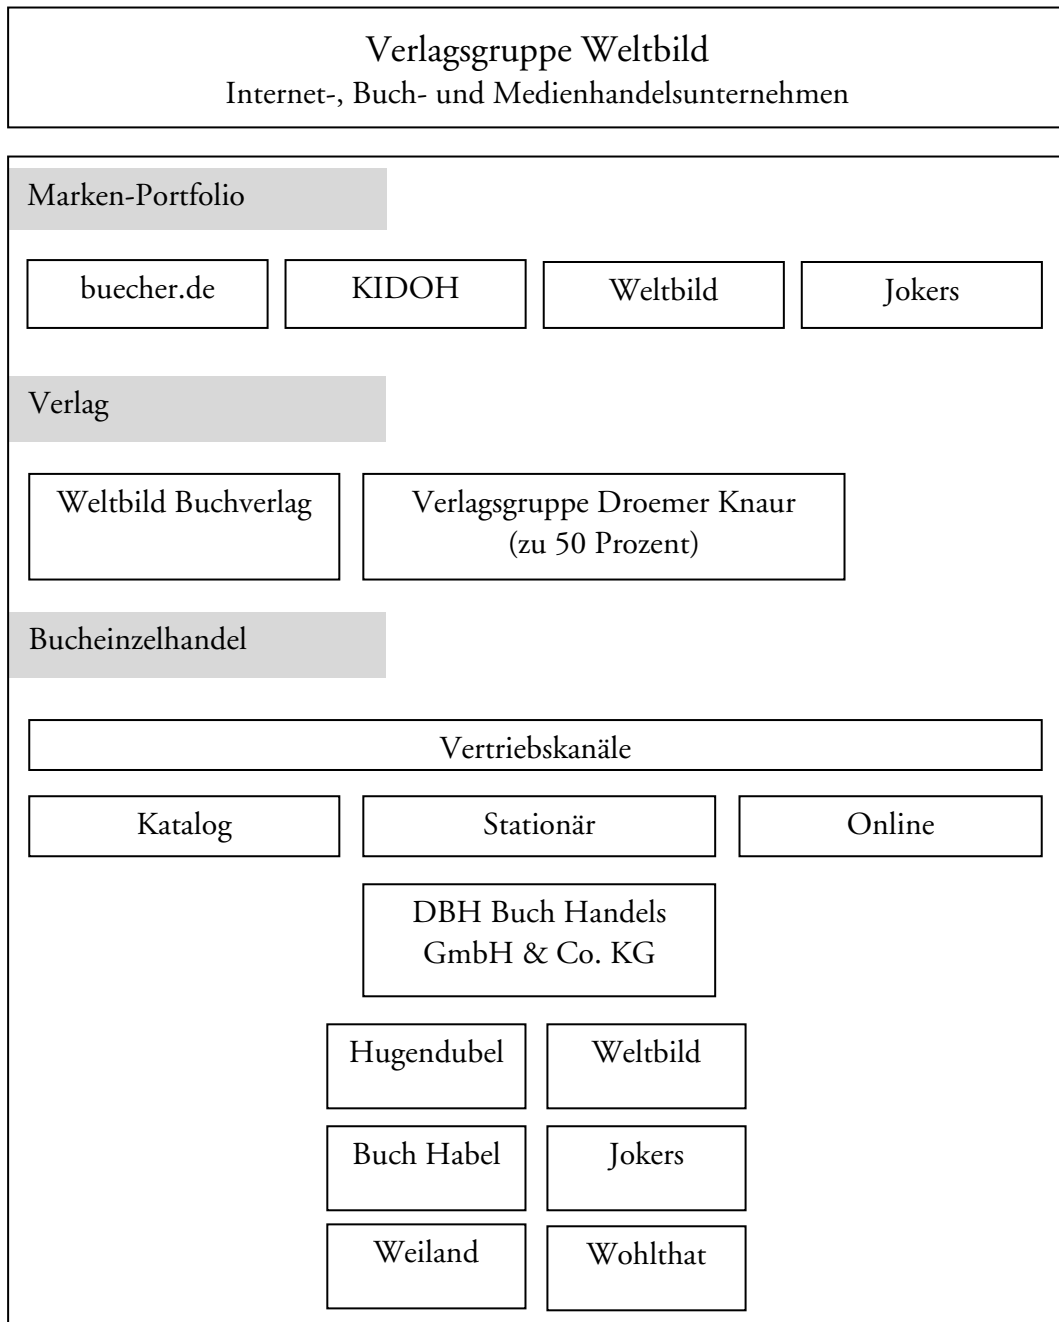 Verlagsgruppe Weltbild
Internet-, Buch- und Medienhandelsunternehmen
Marken-Portfolio
buecher.de
KIDOH
Weltbild
Jokers
Verlag
Weltbild Buchverlag
Verlagsgruppe Droemer Knaur
(zu 50 Prozent)
Bucheinzelhandel
Vertriebskanäle
Katalog
Stationär
Online
DBH Buch Handels
GmbH & Co. KG
Hugendubel
Weltbild
Buch Habel
Jokers
Weiland
Wohlthat